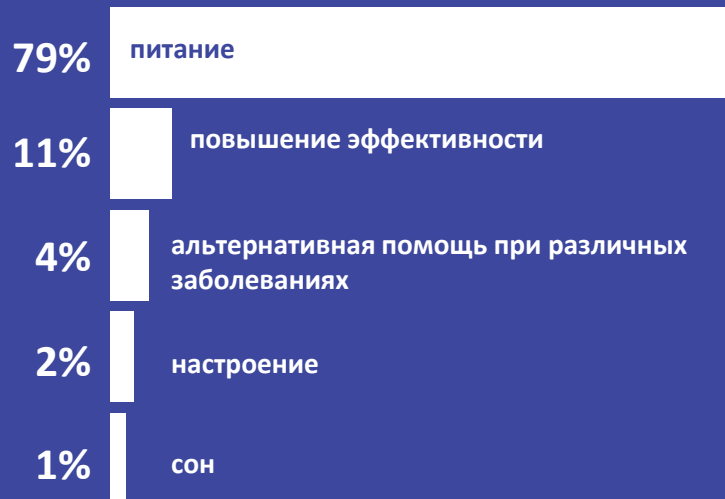 79% питание
11% повышение эффективности
4% альтернативная помощь при различных
заболеваниях
2% настроение
1% сон